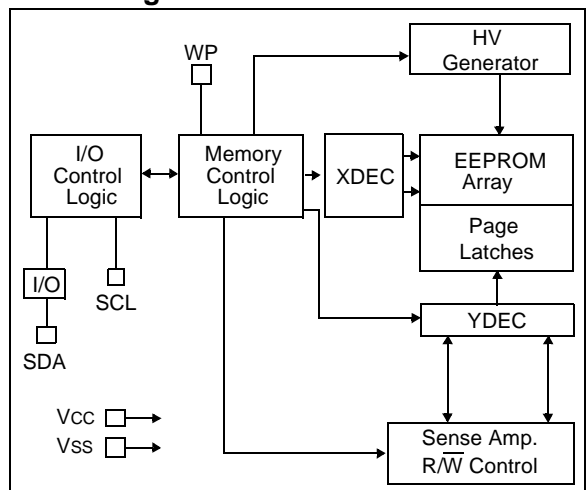 HV
Generator
WP
I/O
Control
Logic
Memory
Control
Logic
XDEC
EEPROM
Array
Page
Latches
I/O
SCL
SDA
YDEC
VCC
VSS
Sense Amp.
R/W̅ Control